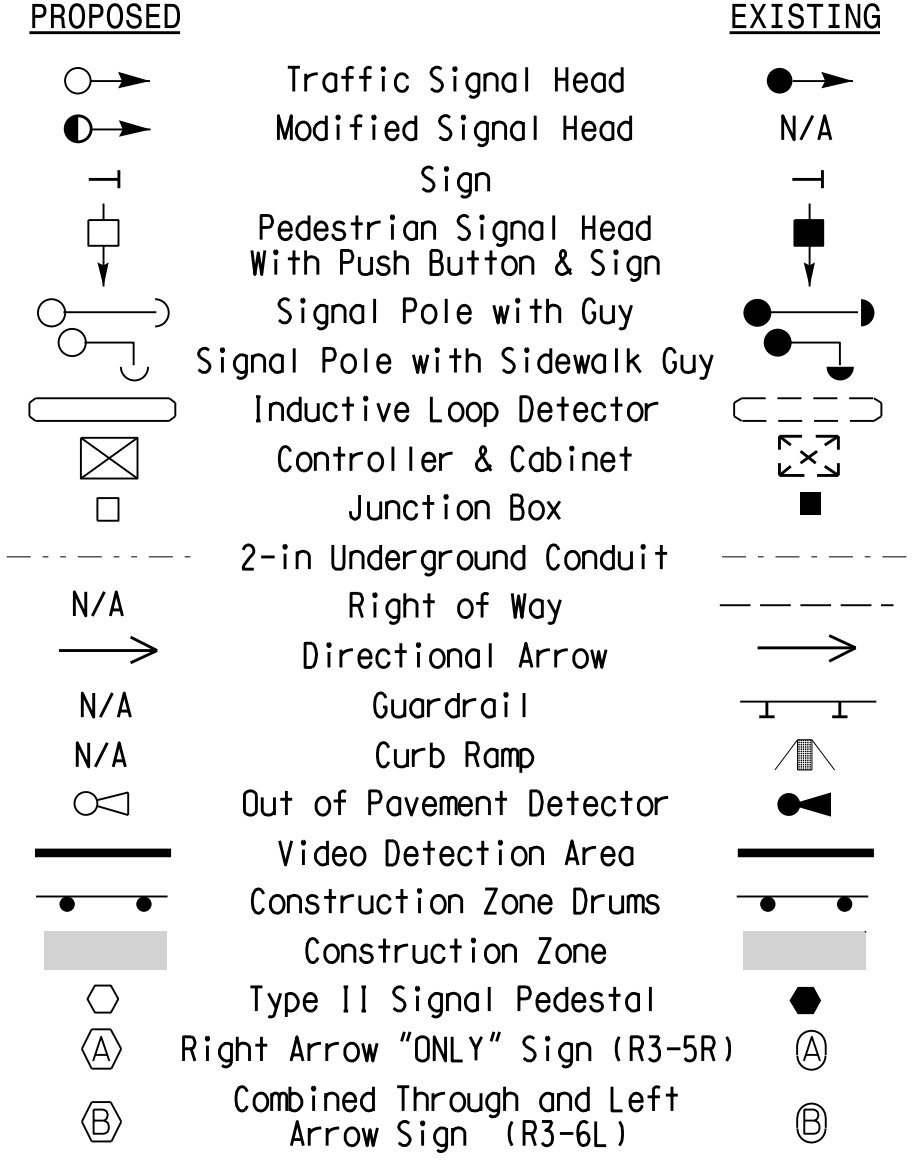 PROPOSED EXISTING
Traffic Signal Head
Modified Signal Head N/A
Sign
Pedestrian Signal Head
With Push Button & Sign
Signal Pole with Guy
Signal Pole with Sidewalk Guy
Inductive Loop Detector
Controller & Cabinet
Junction Box
2-in Underground Conduit
N/A Right of Way
Directional Arrow
N/A Guardrail
N/A Curb Ramp
Out of Pavement Detector
Video Detection Area
Construction Zone Drums
Construction Zone
Type II Signal Pedestal
A Right Arrow "ONLY" Sign (R3-5R) A
Combined Through and Left
B Arrow Sign (R3-6L) B